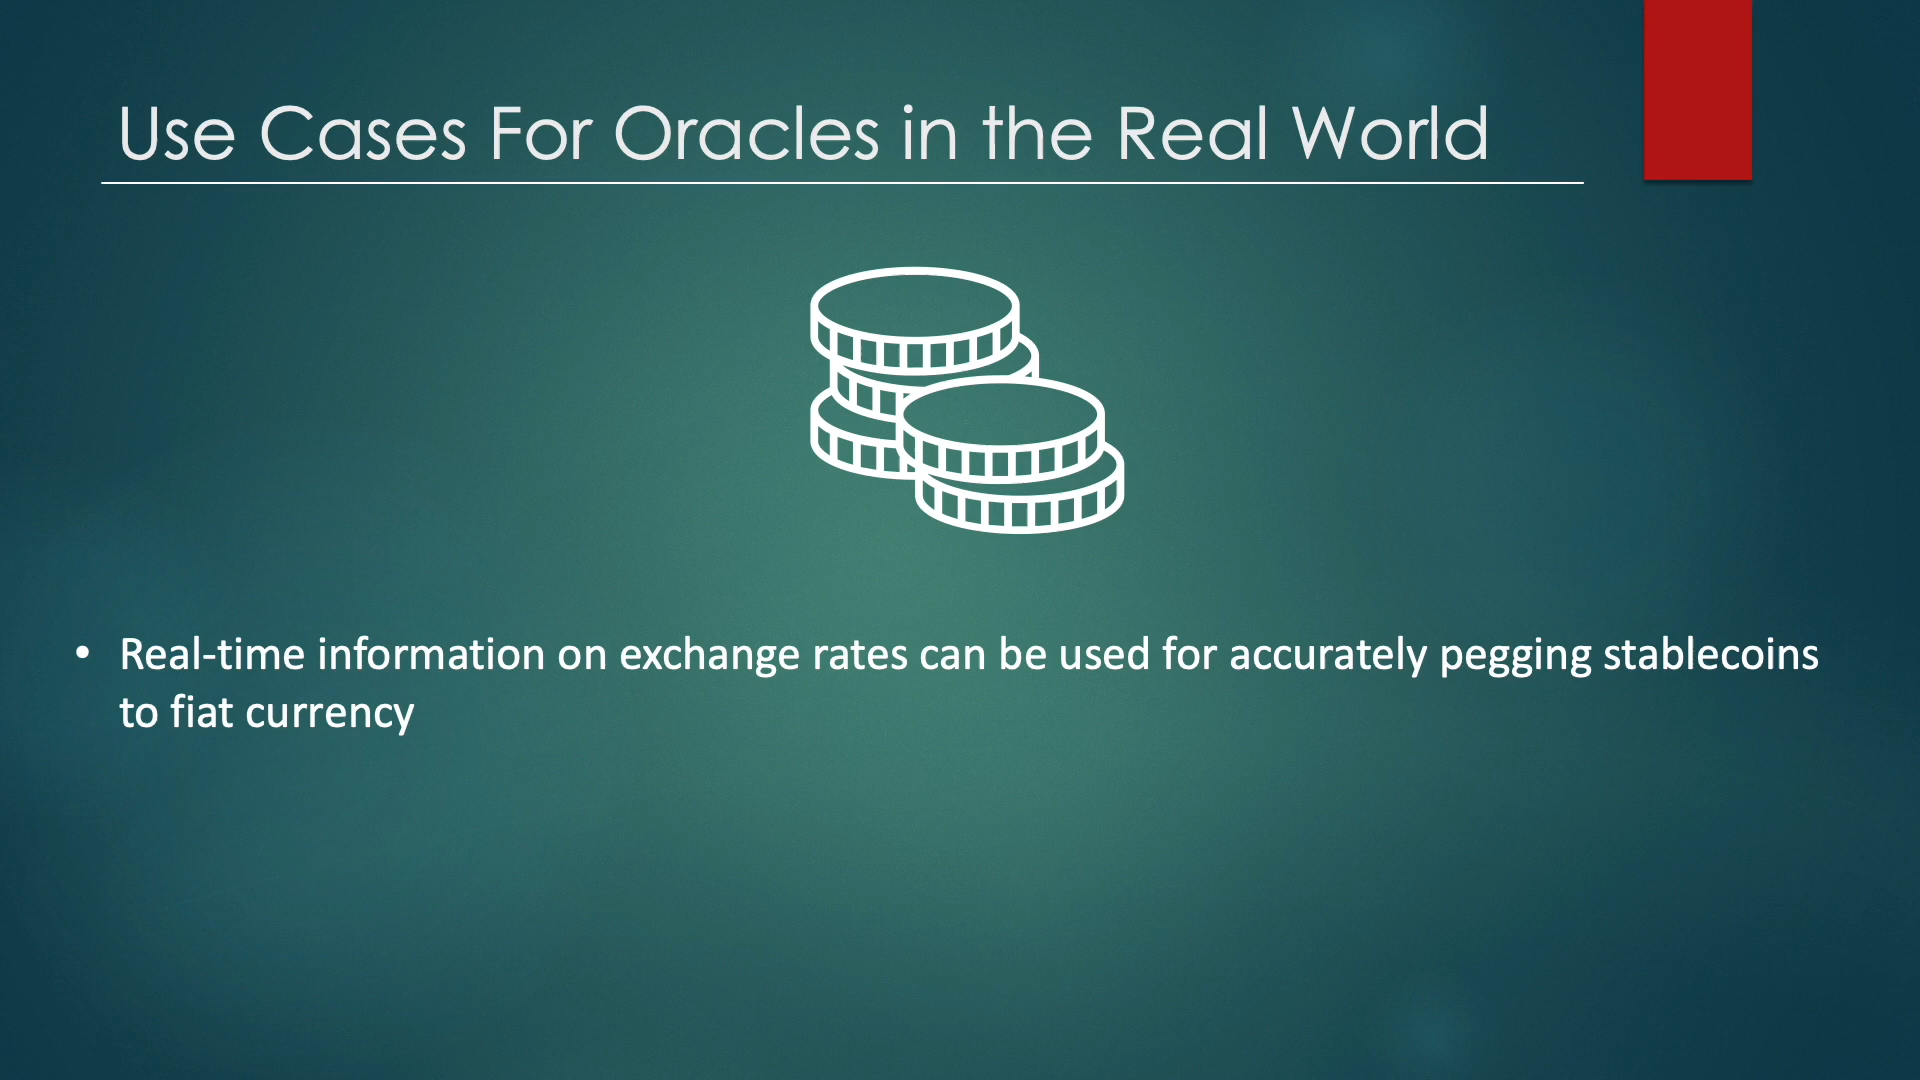 Use Cases For Oracles in the Real World
• Real-time information on exchange rates can be used for accurately pegging stablecoins
to fiat currency